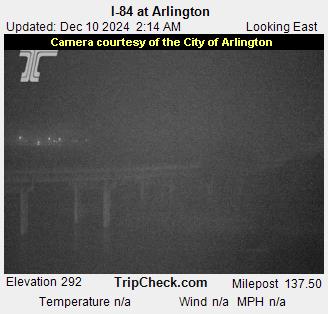 I-84 at Arlington
Updated: Dec 10 2024 2:14 AM Looking East
Camera courtesy of the City of Arlington
Elevation 292 TripCheck.com Milepost 137.50
Temperature n/a Wind n/a MPH n/a